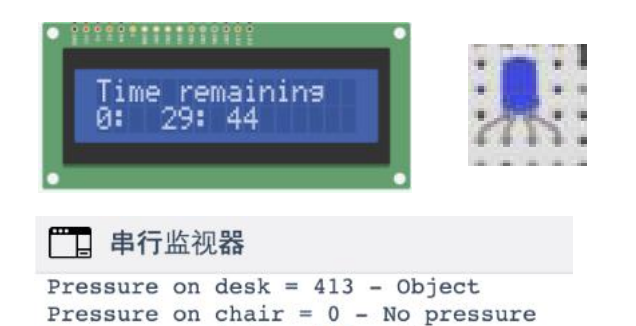 Time remaining
0:  29: 44
串行监视器
Pressure on desk = 413 - Object
Pressure on chair = 0 - No pressure